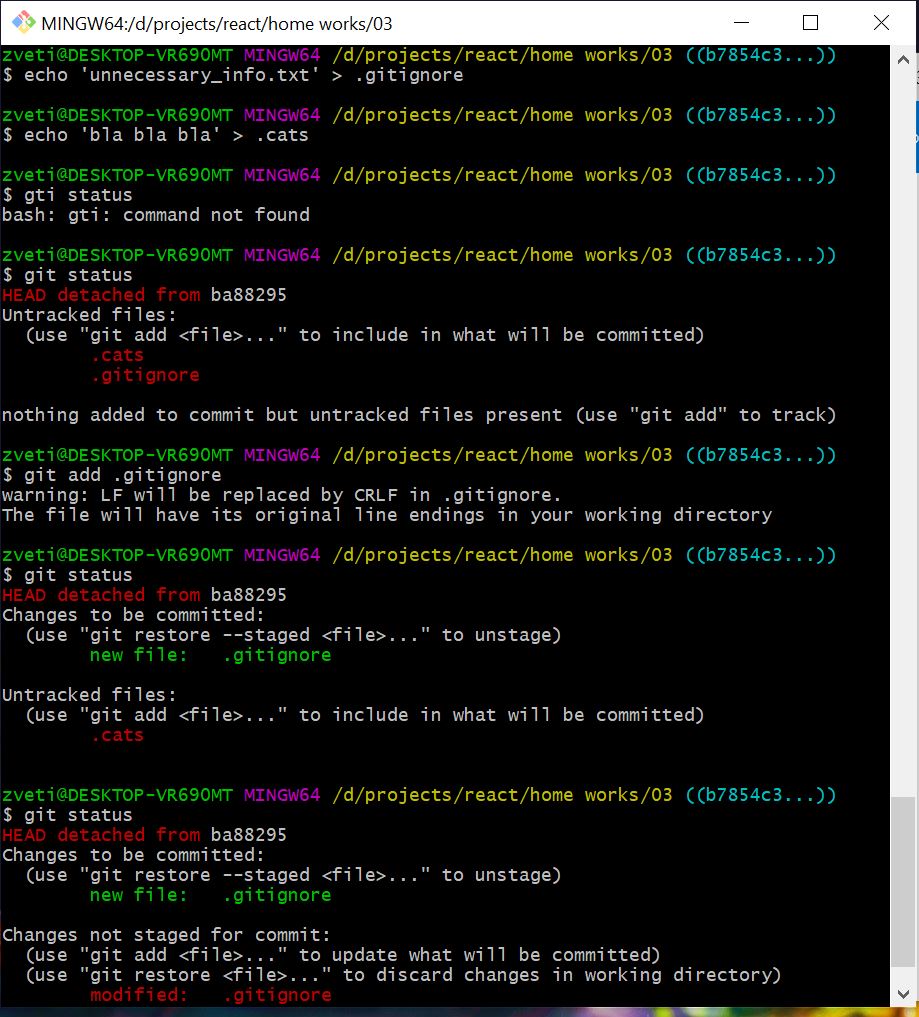 MINGW64:/d/projects/react/home works/03
zveti@DESKTOP-VR69OMT MINGW64 /d/projects/react/home works/03 ((b7854c3...))
$ echo 'unnecessary_info.txt' > .gitignore
zveti@DESKTOP-VR69OMT MINGW64 /d/projects/react/home works/03 ((b7854c3...))
$ echo 'bla bla bla' > .cats
zveti@DESKTOP-VR69OMT MINGW64 /d/projects/react/home works/03 ((b7854c3...))
$ gti status
bash: gti: command not found
zveti@DESKTOP-VR69OMT MINGW64 /d/projects/react/home works/03 ((b7854c3...))
$ git status
HEAD detached from ba88295
Untracked files:
  (use "git add <file>..." to include in what will be committed)
        .cats
        .gitignore
nothing added to commit but untracked files present (use "git add" to track)
zveti@DESKTOP-VR69OMT MINGW64 /d/projects/react/home works/03 ((b7854c3...))
$ git add .gitignore
warning: LF will be replaced by CRLF in .gitignore.
The file will have its original line endings in your working directory
zveti@DESKTOP-VR69OMT MINGW64 /d/projects/react/home works/03 ((b7854c3...))
$ git status
HEAD detached from ba88295
Changes to be committed:
  (use "git restore --staged <file>..." to unstage)
        new file:   .gitignore
Untracked files:
  (use "git add <file>..." to include in what will be committed)
        .cats
zveti@DESKTOP-VR69OMT MINGW64 /d/projects/react/home works/03 ((b7854c3...))
$ git status
HEAD detached from ba88295
Changes to be committed:
  (use "git restore --staged <file>..." to unstage)
        new file:   .gitignore
Changes not staged for commit:
  (use "git add <file>..." to update what will be committed)
  (use "git restore <file>..." to discard changes in working directory)
        modified:   .gitignore